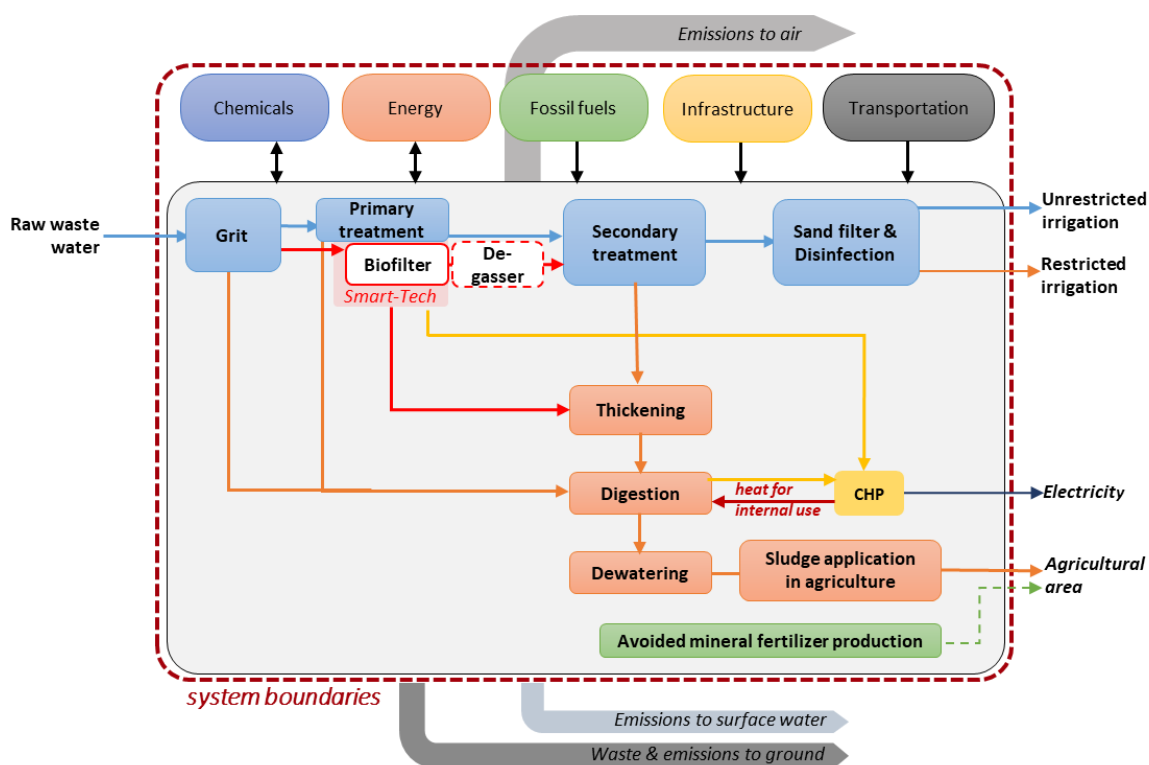 Emissions to air
Chemicals
Energy
Fossil fuels
Infrastructure
Transportation
Raw waste
water
Grit
Primary
treatment
Biofilter
De-
gasser
Smart-Tech
Secondary
treatment
Sand filter &
Disinfection
Unrestricted
irrigation
Restricted
irrigation
Thickening
Digestion
heat for
internal use
CHP
Electricity
Dewatering
Sludge application
in agriculture
Agricultural
area
Avoided mineral fertilizer production
system boundaries
Emissions to surface water
Waste & emissions to ground